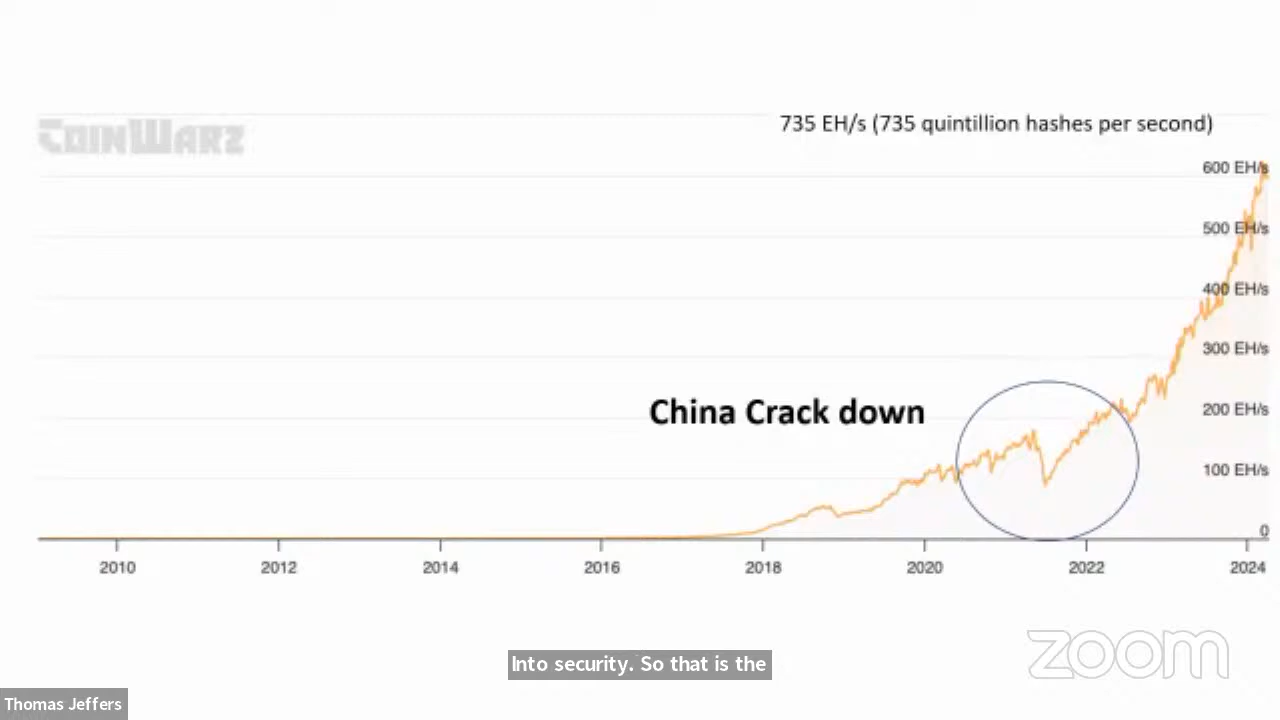 COINWARZ
735 EH/s (735 quintillion hashes per second)
600 EH/s
500 EH/s
400 EH/s
300 EH/s
China Crack down
200 EH/s
100 EH/s
0
2010 2012 2014 2016 2018 2020 2022 2024
zoom
Into security. So that is the
Thomas Jeffers